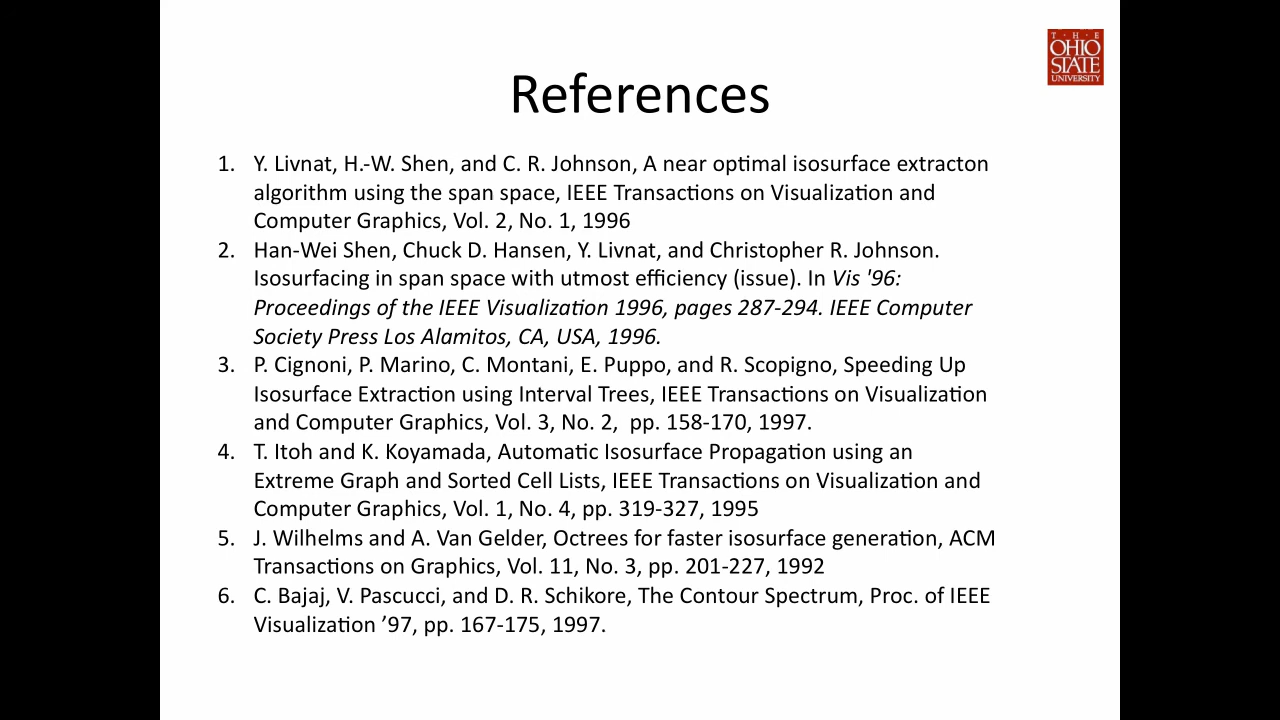 T · H · E
OHIO
STATE
UNIVERSITY
References
1. Y. Livnat, H.-W. Shen, and C. R. Johnson, A near optimal isosurface extracton
algorithm using the span space, IEEE Transactions on Visualization and
Computer Graphics, Vol. 2, No. 1, 1996
2. Han-Wei Shen, Chuck D. Hansen, Y. Livnat, and Christopher R. Johnson.
Isosurfacing in span space with utmost efficiency (issue). In Vis '96:
Proceedings of the IEEE Visualization 1996, pages 287-294. IEEE Computer
Society Press Los Alamitos, CA, USA, 1996.
3. P. Cignoni, P. Marino, C. Montani, E. Puppo, and R. Scopigno, Speeding Up
Isosurface Extraction using Interval Trees, IEEE Transactions on Visualization
and Computer Graphics, Vol. 3, No. 2,  pp. 158-170, 1997.
4. T. Itoh and K. Koyamada, Automatic Isosurface Propagation using an
Extreme Graph and Sorted Cell Lists, IEEE Transactions on Visualization and
Computer Graphics, Vol. 1, No. 4, pp. 319-327, 1995
5. J. Wilhelms and A. Van Gelder, Octrees for faster isosurface generation, ACM
Transactions on Graphics, Vol. 11, No. 3, pp. 201-227, 1992
6. C. Bajaj, V. Pascucci, and D. R. Schikore, The Contour Spectrum, Proc. of IEEE
Visualization ’97, pp. 167-175, 1997.